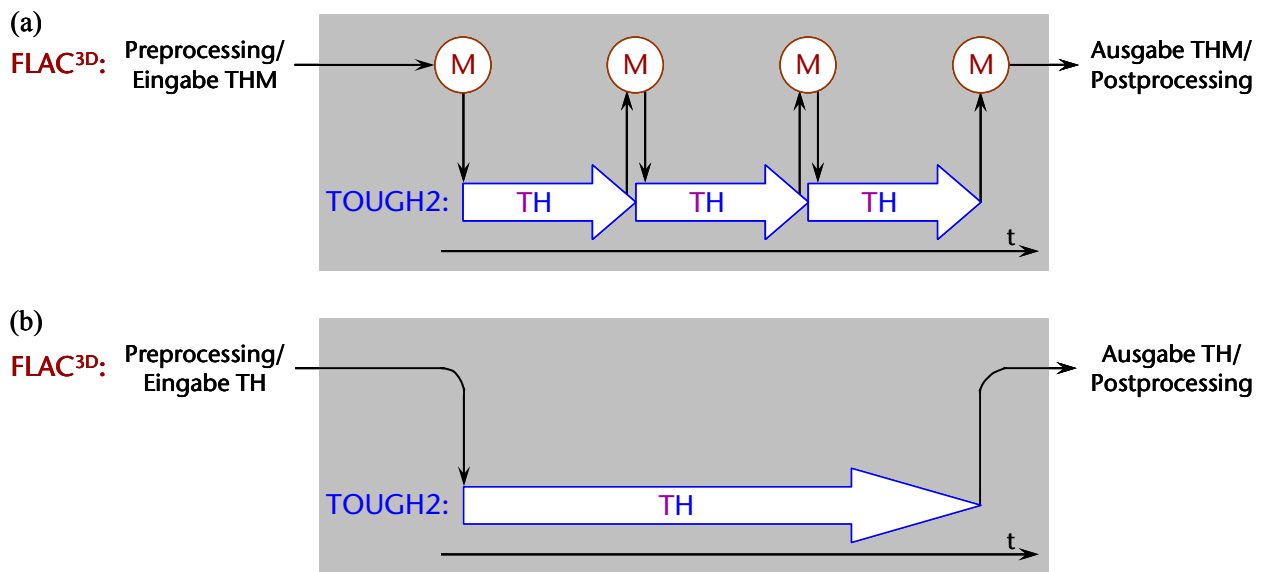 (a)
FLAC3D: Preprocessing/
Eingabe THM
M M M M
Ausgabe THM/
Postprocessing
TOUGH2: TH TH TH
t
(b)
FLAC3D: Preprocessing/
Eingabe TH
Ausgabe TH/
Postprocessing
TOUGH2: TH
t